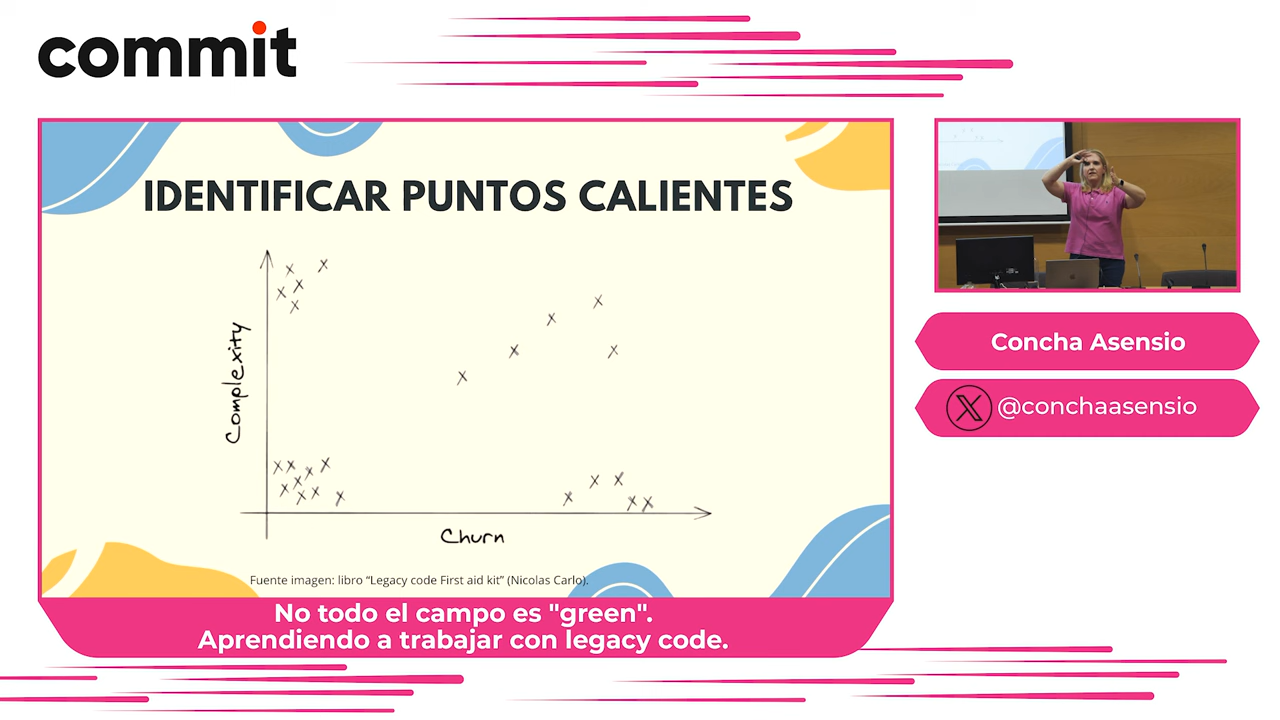 commit
IDENTIFICAR PUNTOS CALIENTES
Complexity
Churn
Fuente imagen: libro “Legacy code First aid kit” (Nicolas Carlo).
No todo el campo es "green".
Aprendiendo a trabajar con legacy code.
Concha Asensio
@conchaasensio